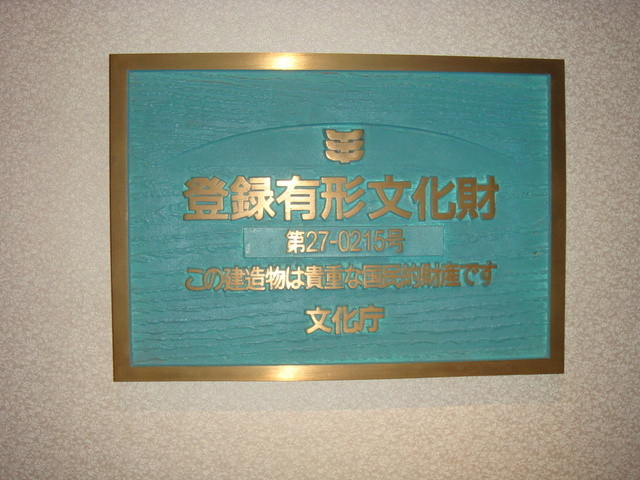 登録有形文化財
第27-0215号
この建造物は貴重な国民的財産です
文化庁